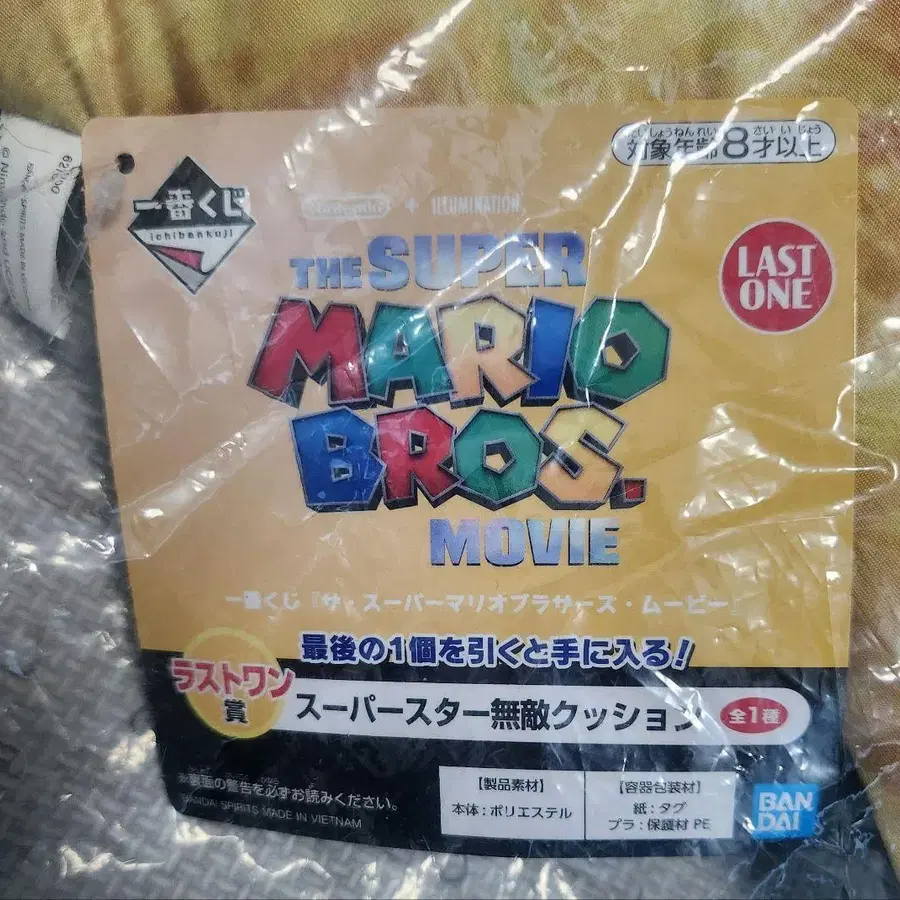 たいしょうねんれい さいいじょう
対象年齢8才以上
一番くじ
ichibankuji
Nintendo + ILLUMINATION
LAST
ONE
THE SUPER
MARIO
BROS.
MOVIE
一番くじ『ザ・スーパーマリオブラザーズ・ムービー』
最後の1個を引くと手に入る!
ラストワン
賞
スーパースター無敵クッション
全1種
※裏面の警告を必ずお読みください。
BANDAI SPIRITS MADE IN VIETNAM
【製品素材】
本体:ポリエステル
【容器包装材】
紙:タグ
プラ:保護材 PE
BAN
DAI